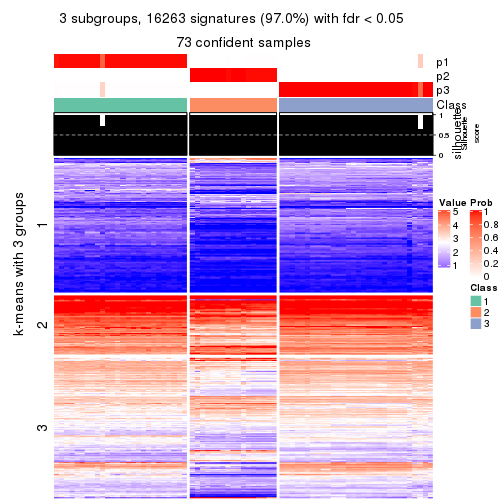 3 subgroups, 16263 signatures (97.0%) with fdr < 0.05
73 confident samples
p1
p2
p3
Class
1
0.5
0
silhouette
Silhouette
score
k-means with 3 groups
1
2
3
Value
5
4
3
2
1
Prob
1
0.8
0.6
0.4
0.2
0
Class
1
2
3